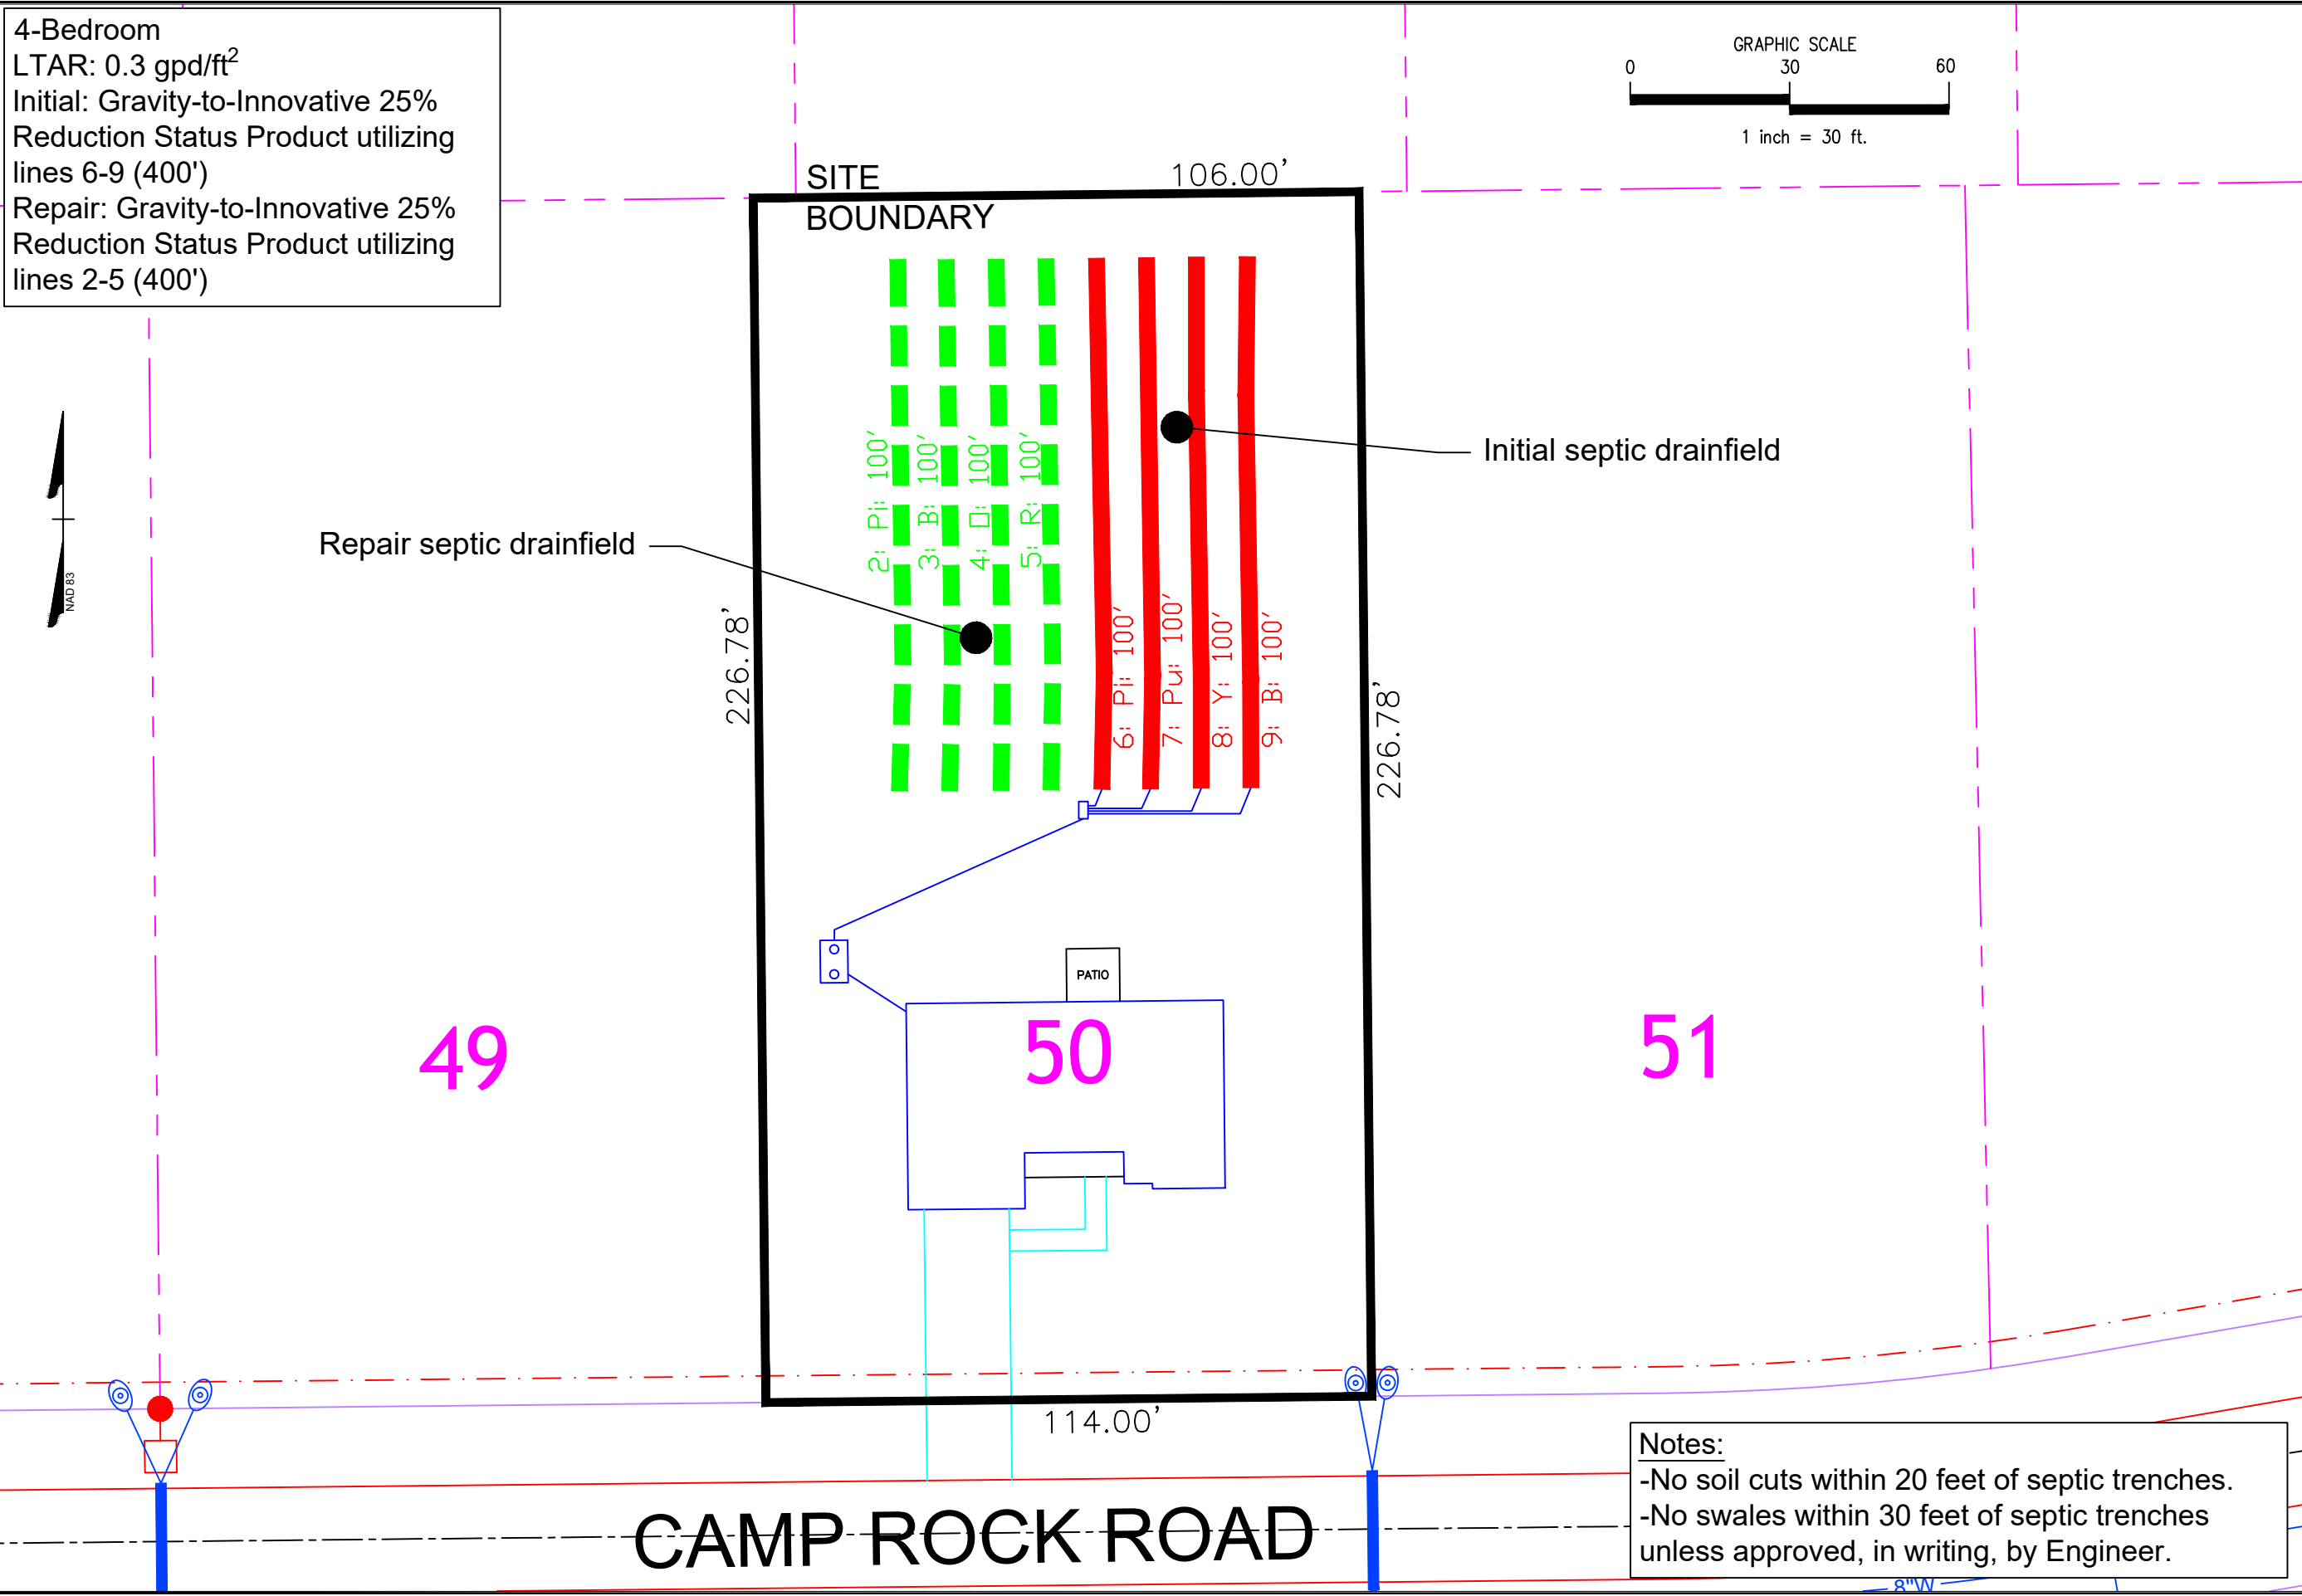 4-Bedroom
LTAR: 0.3 gpd/ft²
Initial: Gravity-to-Innovative 25%
Reduction Status Product utilizing
lines 6-9 (400')
Repair: Gravity-to-Innovative 25%
Reduction Status Product utilizing
lines 2-5 (400')
GRAPHIC SCALE
0 30 60
1 inch = 30 ft.
SITE
BOUNDARY
106.00'
Initial septic drainfield
Repair septic drainfield
2: Pi: 100'
3: B: 100'
4: O: 100'
5: R: 100'
6: Pi: 100'
7: Pu: 100'
8: Y: 100'
9: B: 100'
NAD 83
226.78'
226.78'
PATIO
49
50
51
114.00'
CAMP ROCK ROAD
Notes:
-No soil cuts within 20 feet of septic trenches.
-No swales within 30 feet of septic trenches
unless approved, in writing, by Engineer.
8"W